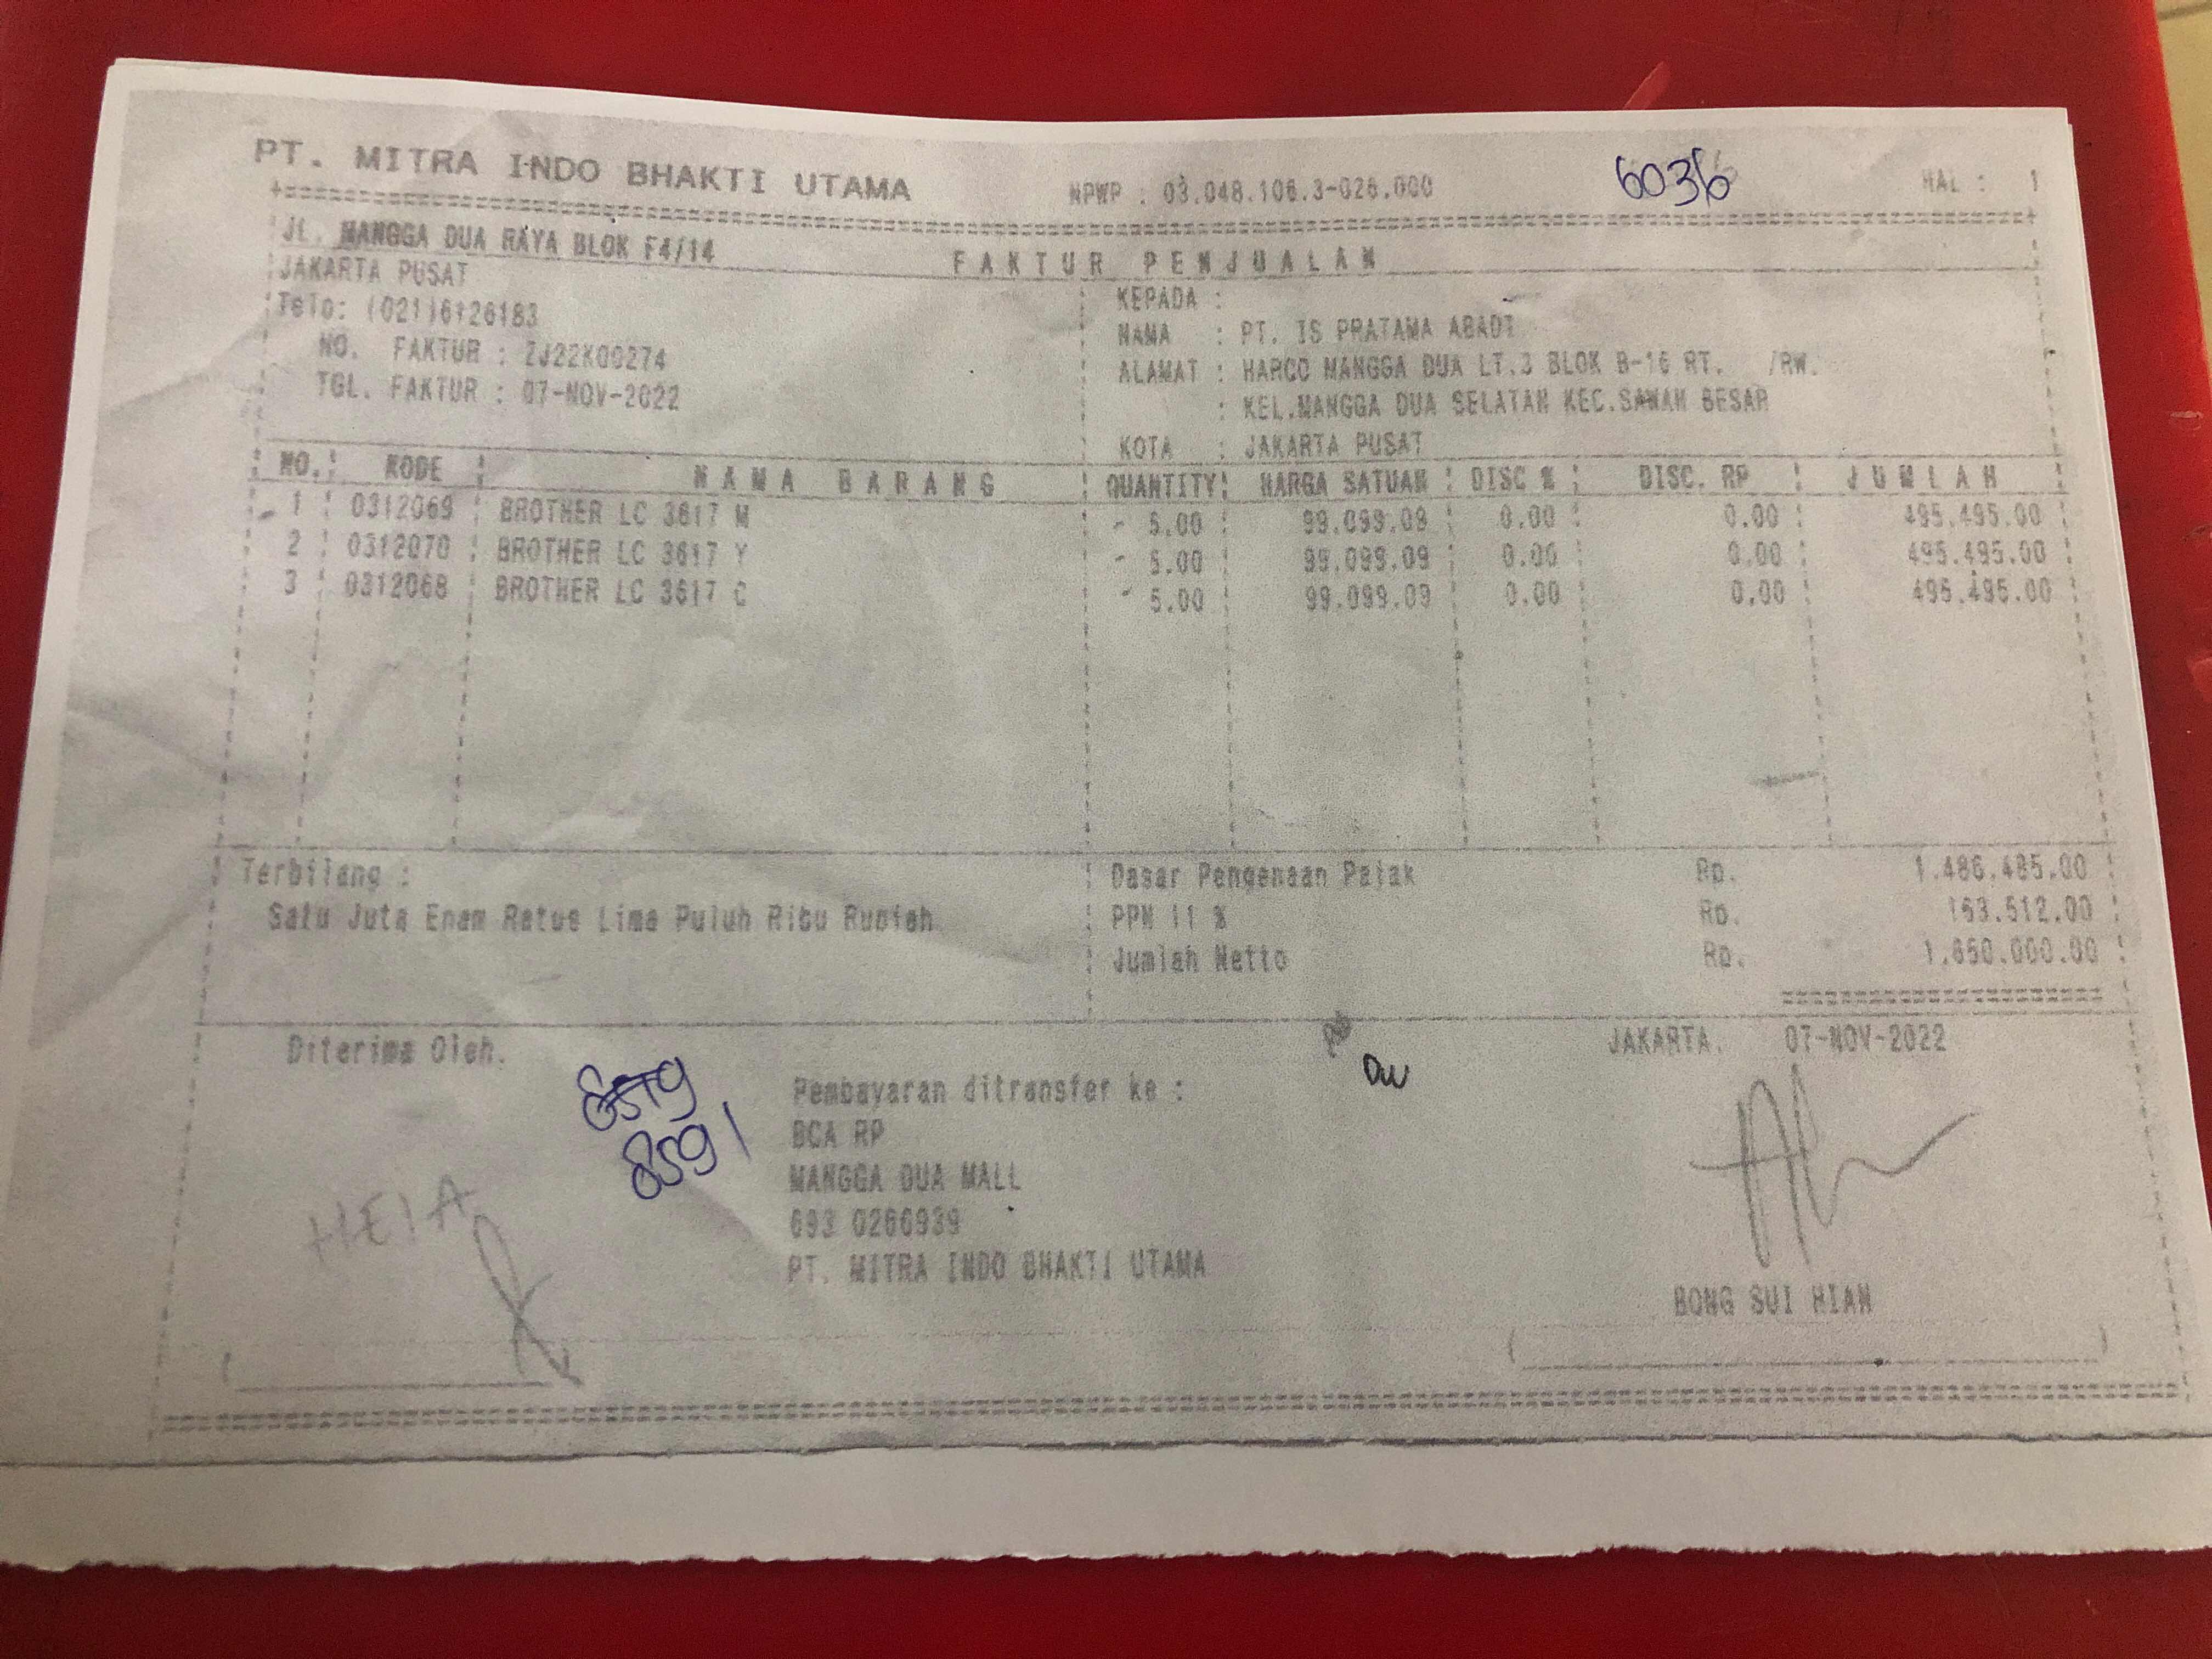 PT. MITRA INDO BHAKTI UTAMA NPWP : 03.048.106.3-026.000 6036 HAL : 1
JL. MANGGA DUA RAYA BLOK F4/14
FAKTUR PENJUALAN
JAKARTA PUSAT
Telp: (021)6126183
NO. FAKTUR : ZJ22K00274
TGL. FAKTUR : 07-NOV-2022
KEPADA :
NAMA : PT. IS PRATAMA ABADI
ALAMAT : HARCO MANGGA DUA LT.3 BLOK B-16 RT. /RW.
: KEL.MANGGA DUA SELATAN KEC.SAWAH BESAR
KOTA : JAKARTA PUSAT
NO. KODE NAMA BARANG QUANTITY HARGA SATUAN DISC % DISC. RP JUMLAH
1 0312069 BROTHER LC 3617 M 5.00 99.099.09 0.00 0.00 495.495.00
2 0312070 BROTHER LC 3617 Y 5.00 99.099.09 0.00 0.00 495.495.00
3 0312068 BROTHER LC 3617 C 5.00 99.099.09 0.00 0.00 495.495.00
Terbilang :
Satu Juta Enam Ratus Lima Puluh Ribu Rupiah
Dasar Pengenaan Pajak Rp. 1.486.485.00
PPN 11 % Rp. 163.512.00
Jumlah Netto Rp. 1.650.000.00
Diterima Oleh.
JAKARTA. 07-NOV-2022
8591
Pembayaran ditransfer ke :
BCA RP
MANGGA DUA MALL
693 0266939
PT. MITRA INDO BHAKTI UTAMA
BONG SUI HIAN